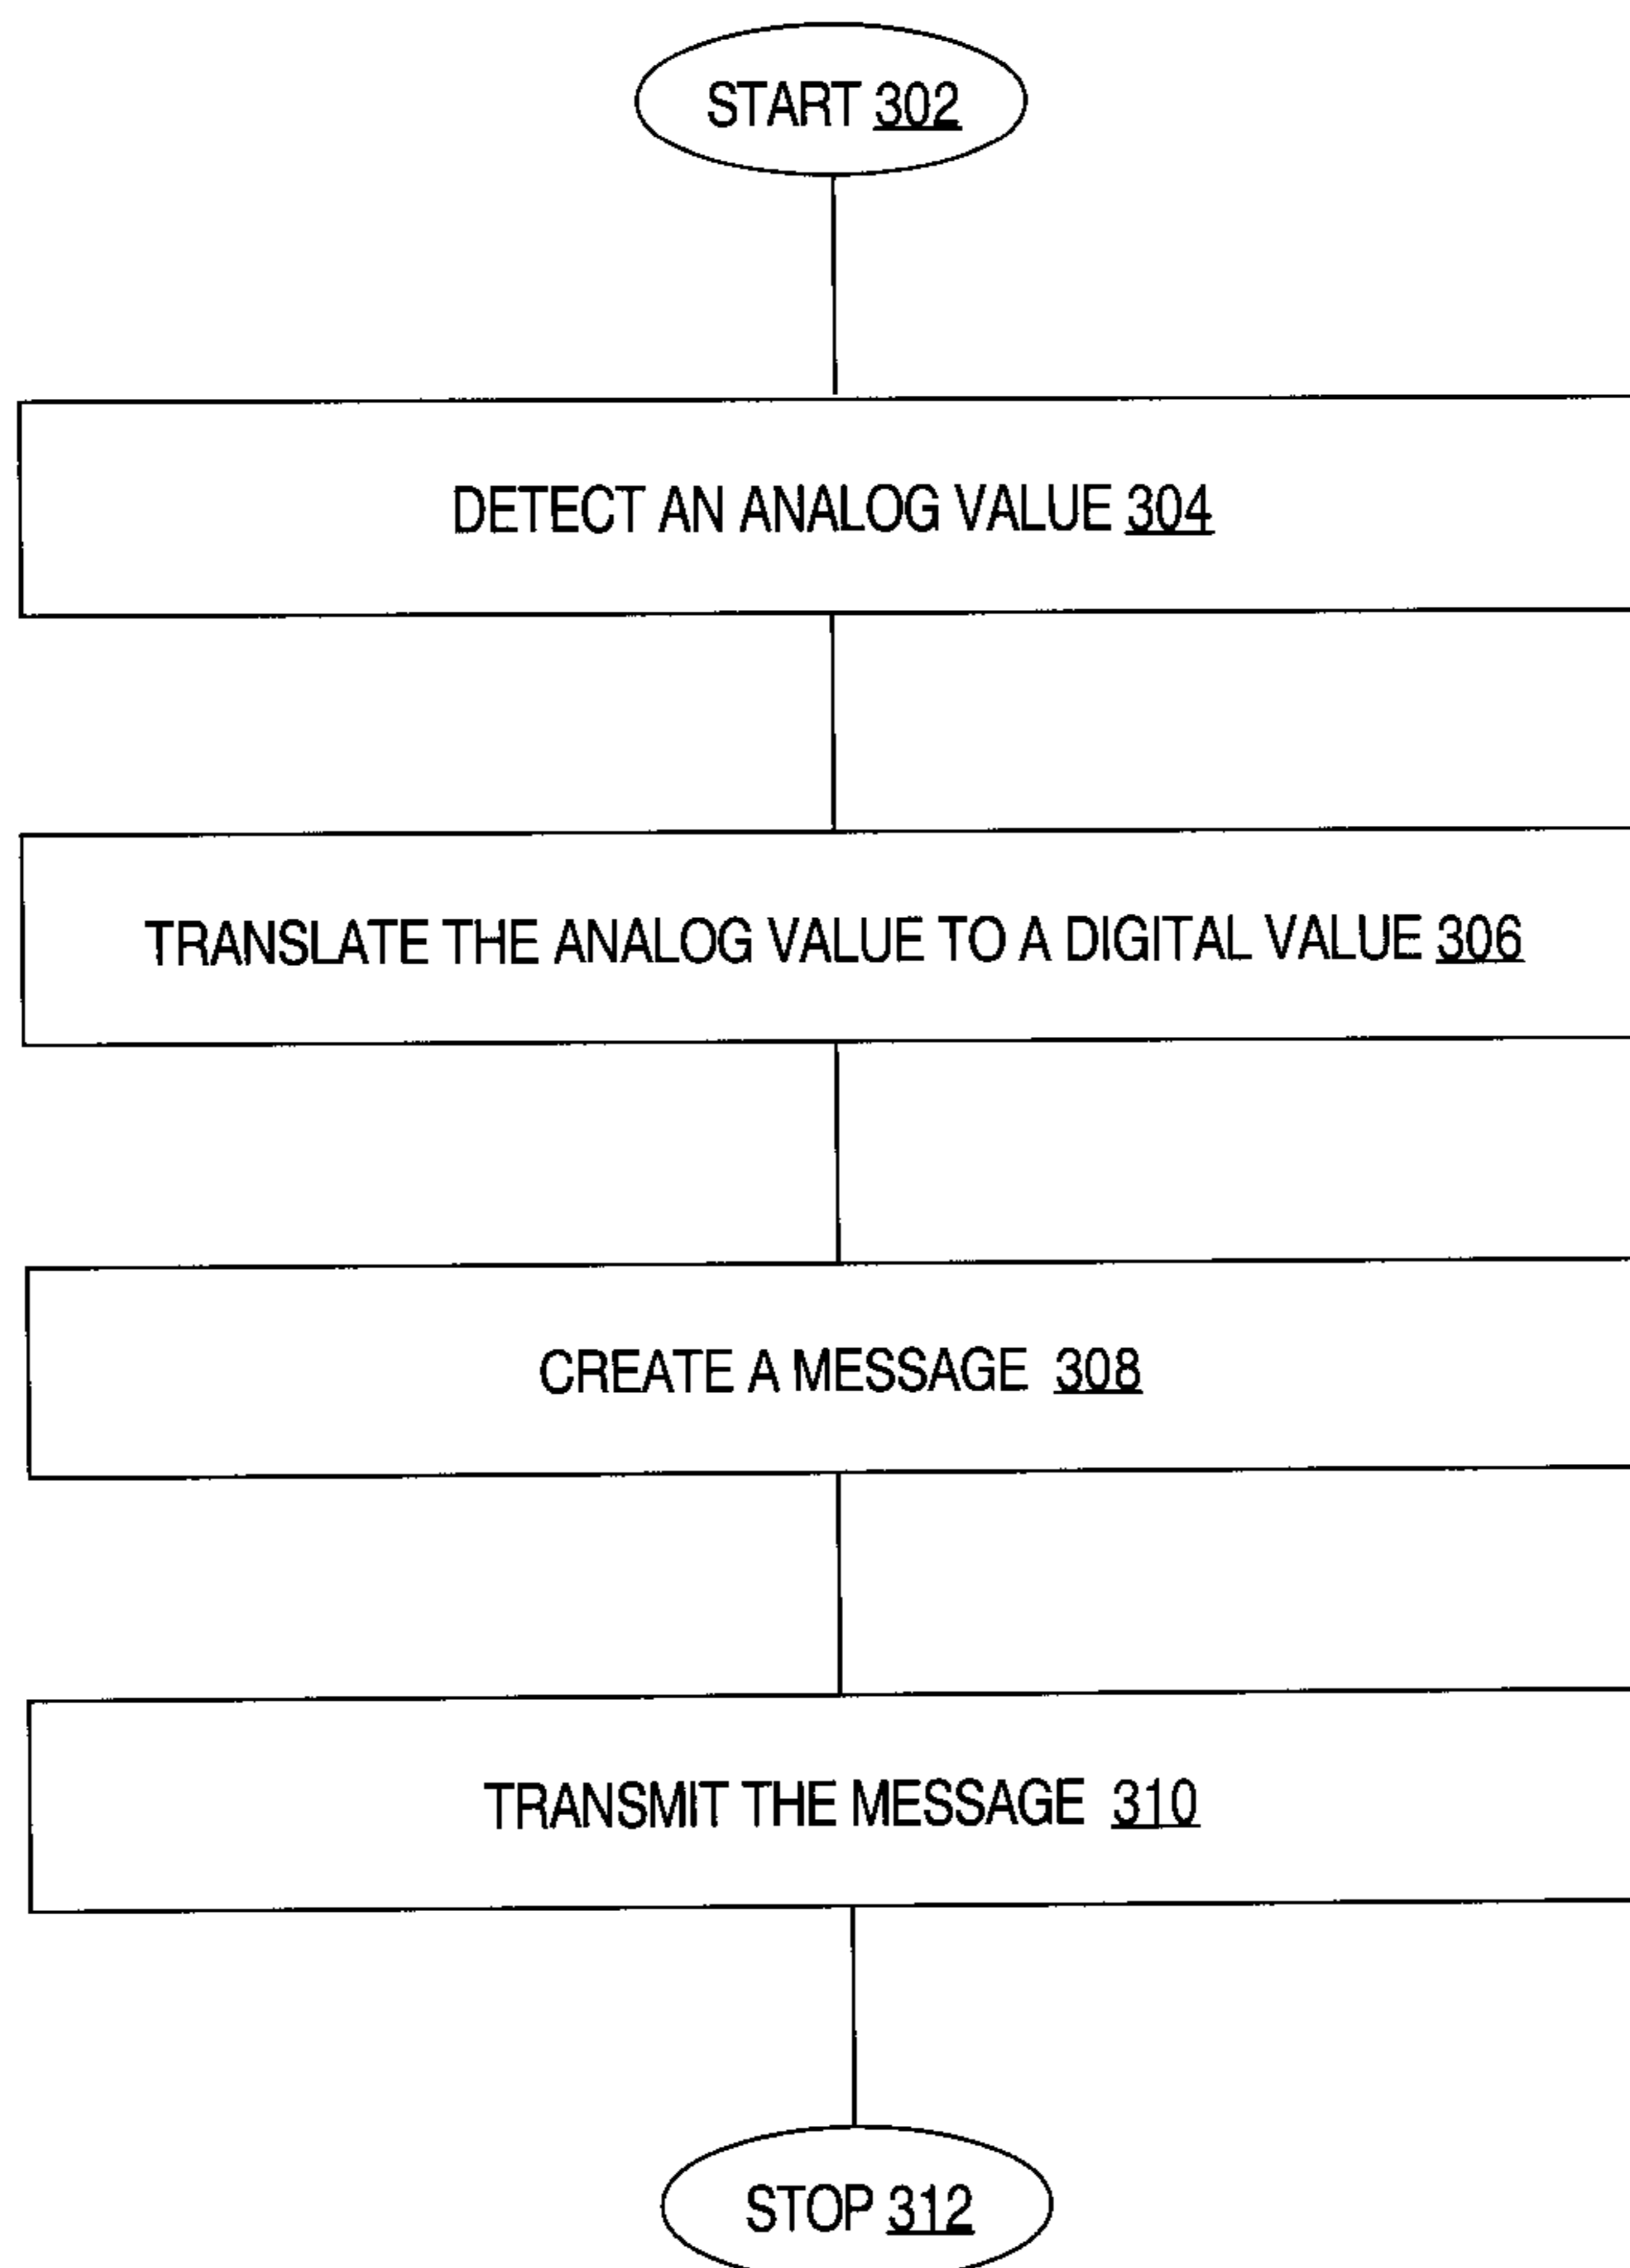 START 302
DETECT AN ANALOG VALUE 304
TRANSLATE THE ANALOG VALUE TO A DIGITAL VALUE 306
CREATE A MESSAGE 308
TRANSMIT THE MESSAGE 310
STOP 312